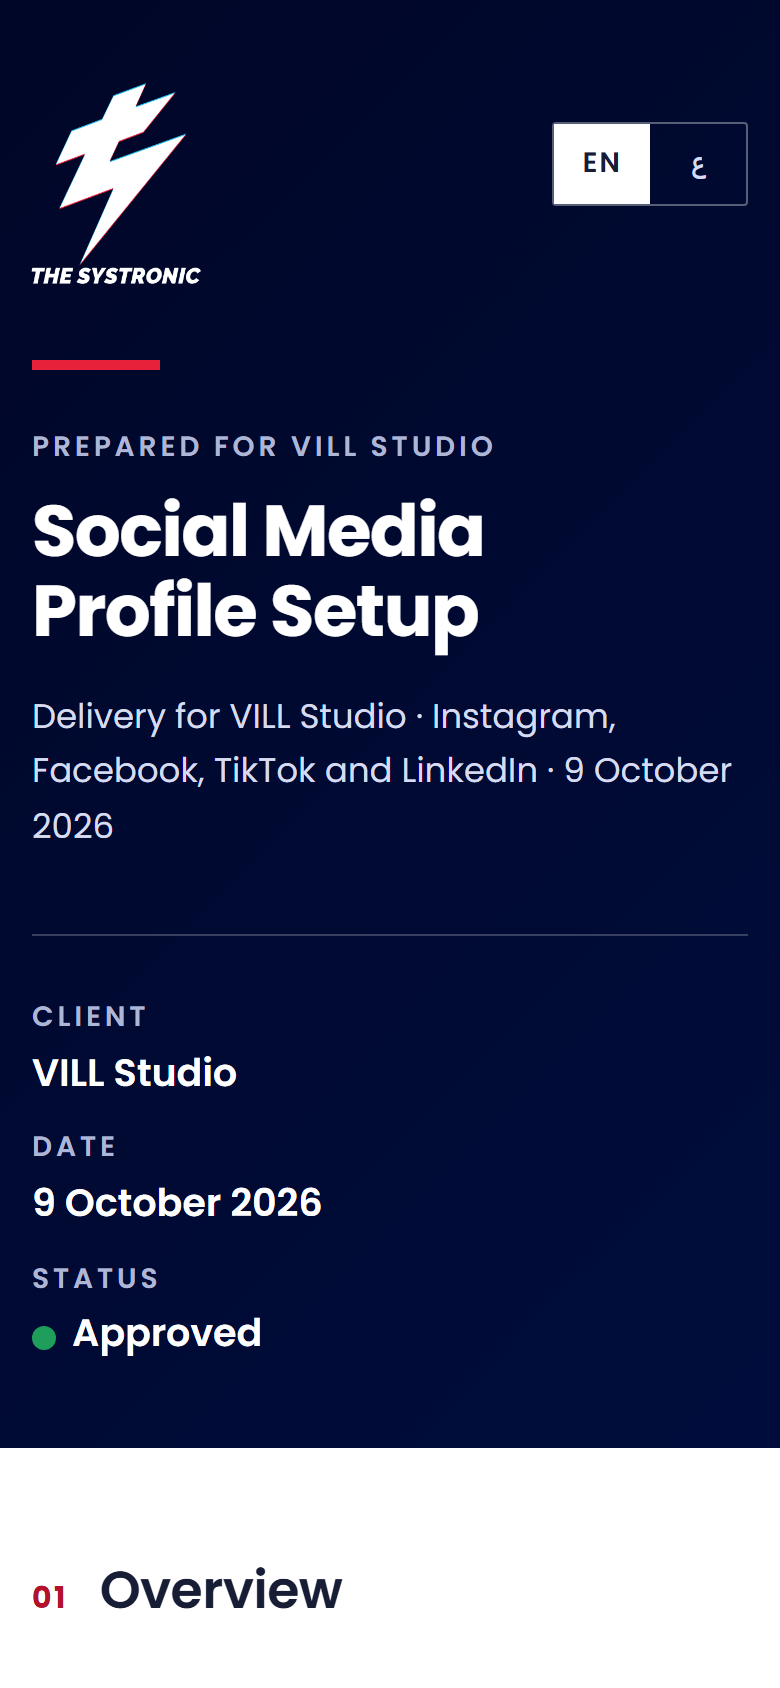 THE SYSTRONIC
EN
ع
PREPARED FOR VILL STUDIO
Social Media
Profile Setup
Delivery for VILL Studio · Instagram,
Facebook, TikTok and LinkedIn · 9 October
2026
CLIENT
VILL Studio
DATE
9 October 2026
STATUS
Approved
01 Overview